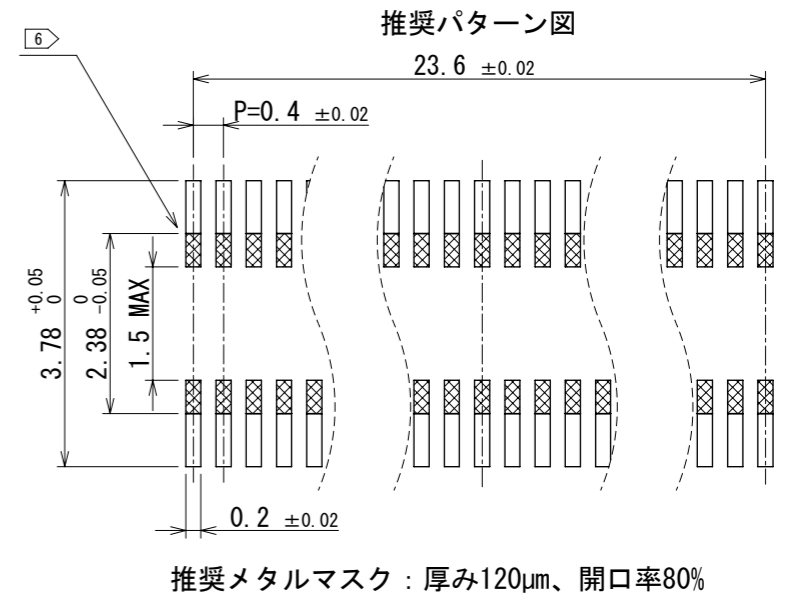 推奨パターン図
6
23.6 ±0.02
P=0.4 ±0.02
3.78 +0.05 0
2.38 0 -0.05
1.5 MAX
0.2 ±0.02
推奨メタルマスク：厚み120μm、開口率80%